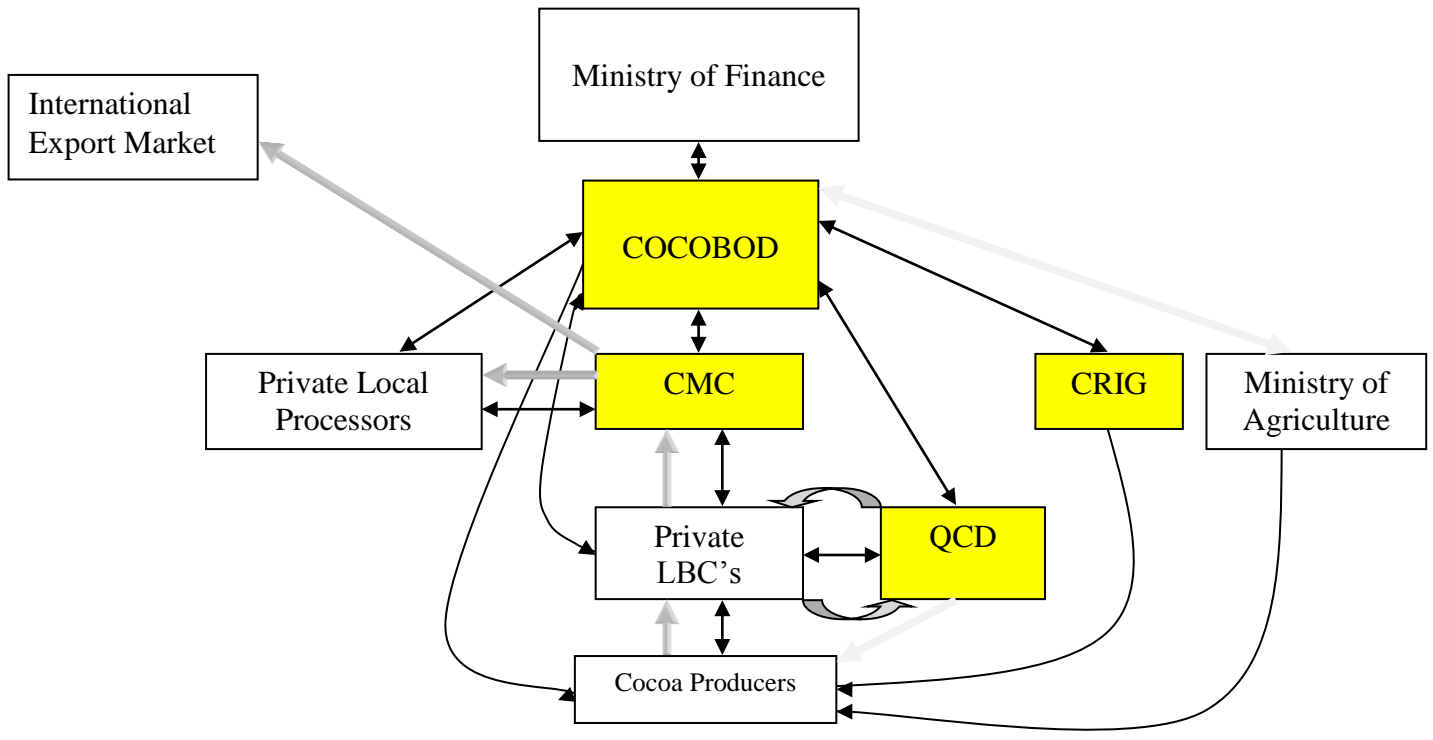 Ministry of Finance
International
Export Market
COCOBOD
Private Local
Processors
CMC
CRIG
Ministry of
Agriculture
Private
LBC’s
QCD
Cocoa Producers